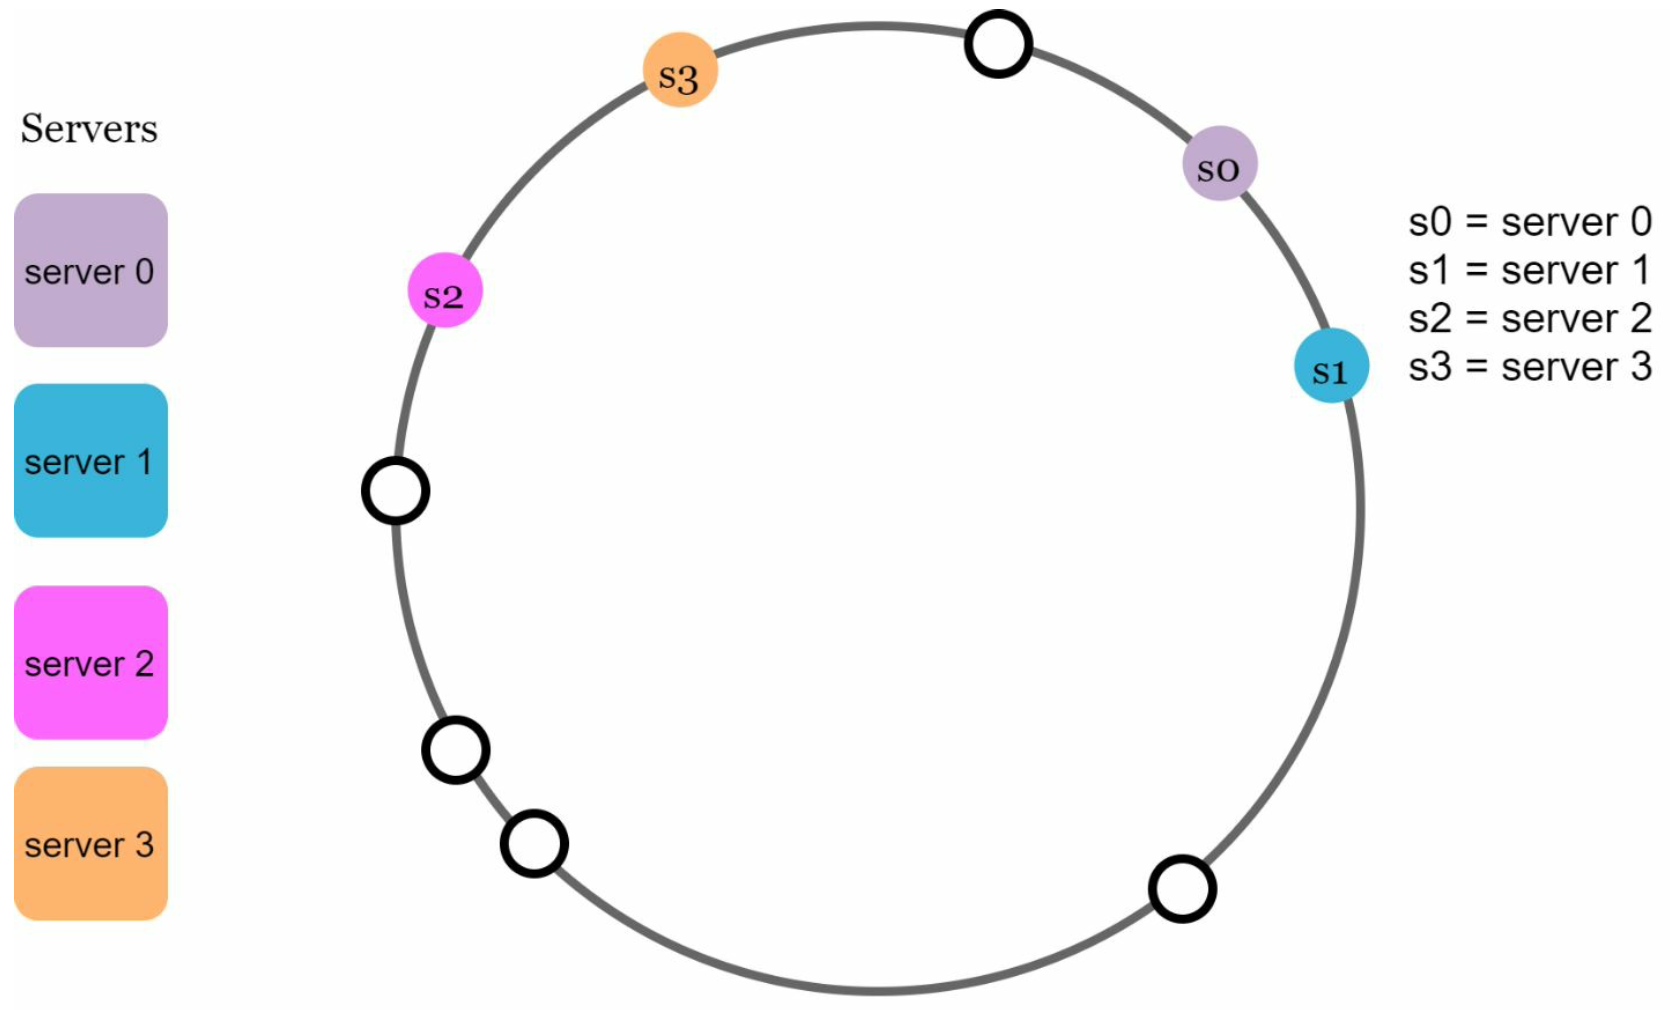 Servers
server 0
server 1
server 2
server 3
s3
s0
s2
s1
s0 = server 0
s1 = server 1
s2 = server 2
s3 = server 3